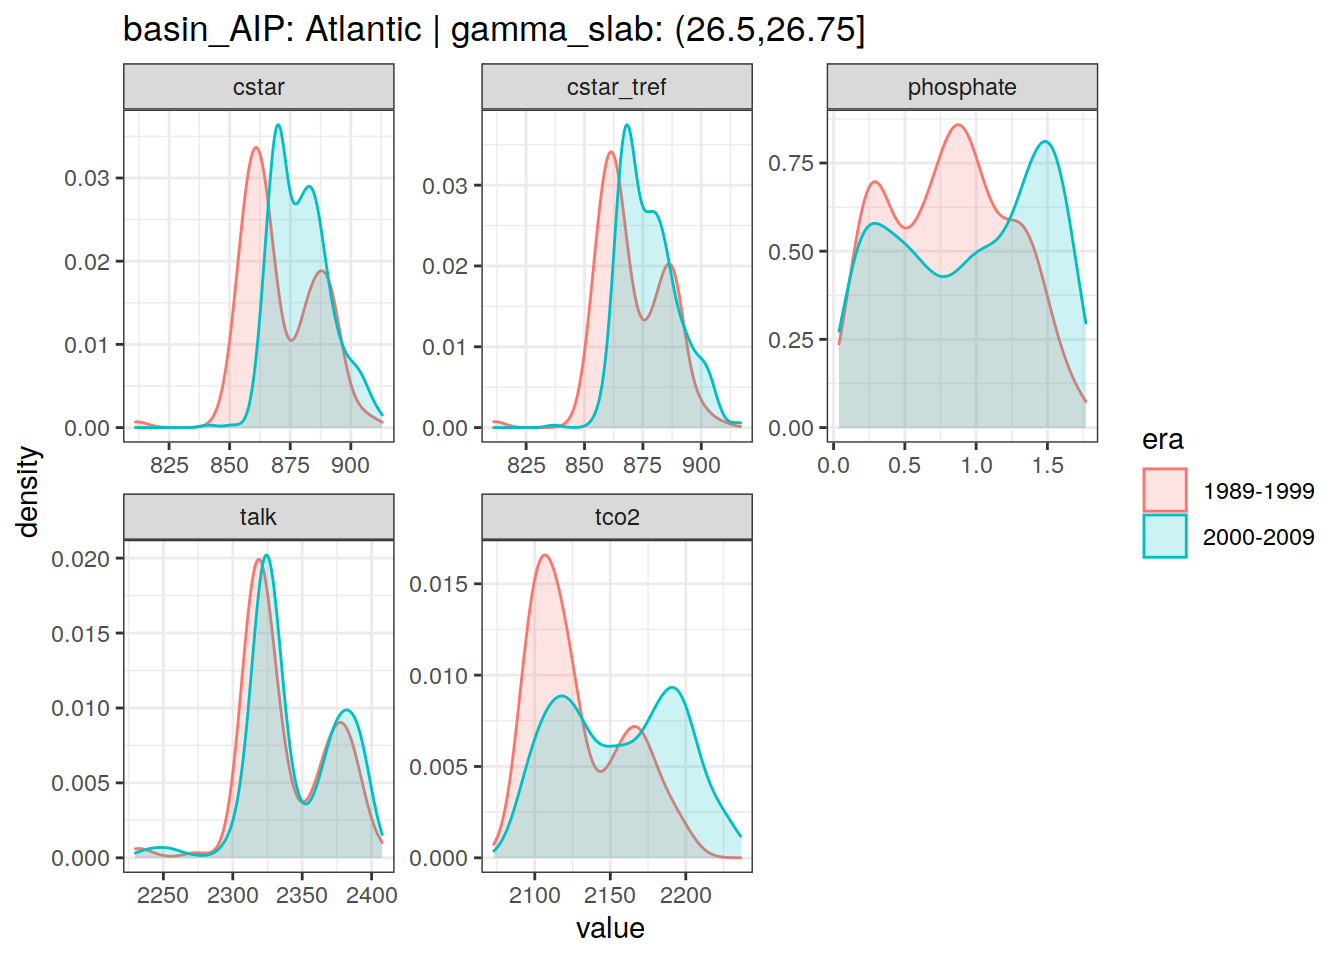 basin_AIP: Atlantic | gamma_slab: (26.5,26.75]
cstar
cstar_tref
phosphate
0.03
0.02
0.01
0.00
825 850 875 900
0.03
0.02
0.01
0.00
825 850 875 900
0.75
0.50
0.25
0.00
0.0 0.5 1.0 1.5
density
talk
tco2
0.020
0.015
0.010
0.005
0.000
2250 2300 2350 2400
0.015
0.010
0.005
0.000
2100 2150 2200
value
era
1989-1999
2000-2009